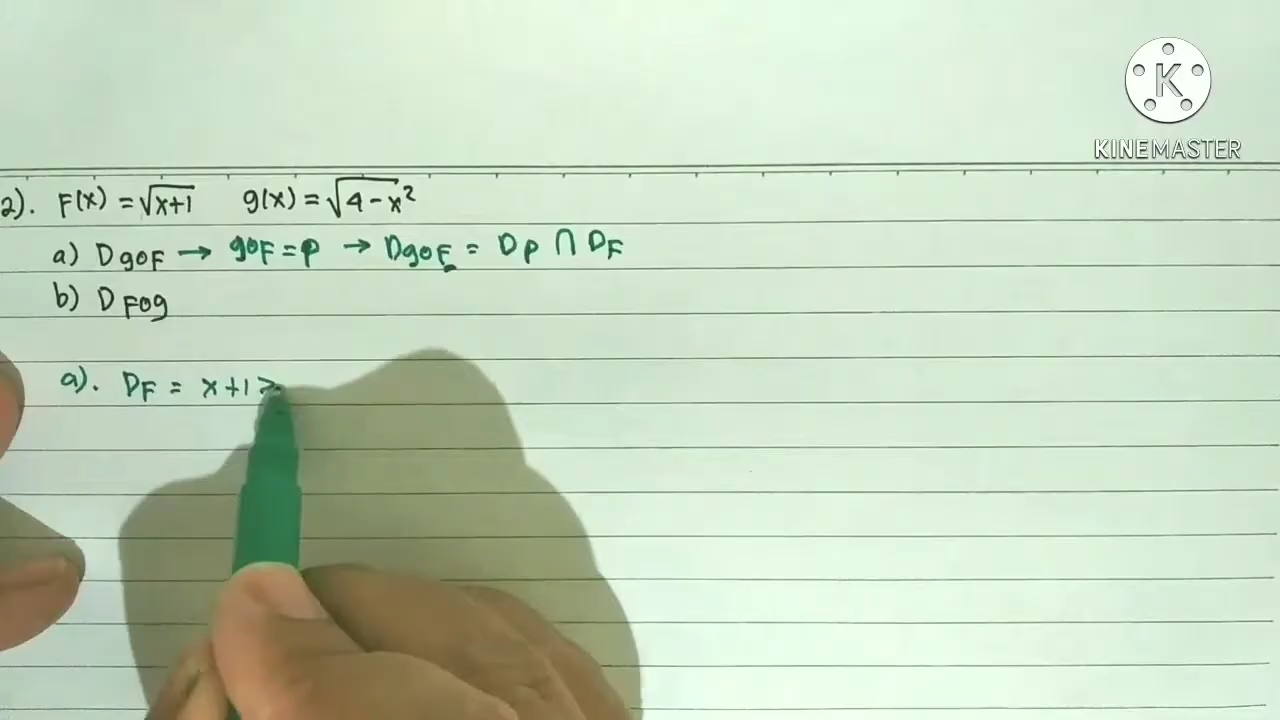 KINEMASTER
2). F(x) = √x+1 g(x) = √4-x²
a) DgoF → goF = p → DgoF = Dp ∩ DF
b) DFog
a). DF = x+1 ≥